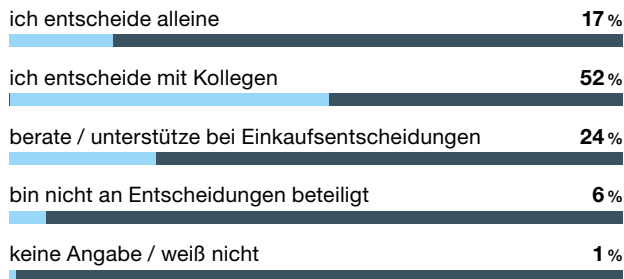 ich entscheide alleine 17 %
ich entscheide mit Kollegen 52 %
berate / unterstütze bei Einkaufsentscheidungen 24 %
bin nicht an Entscheidungen beteiligt 6 %
keine Angabe / weiß nicht 1 %